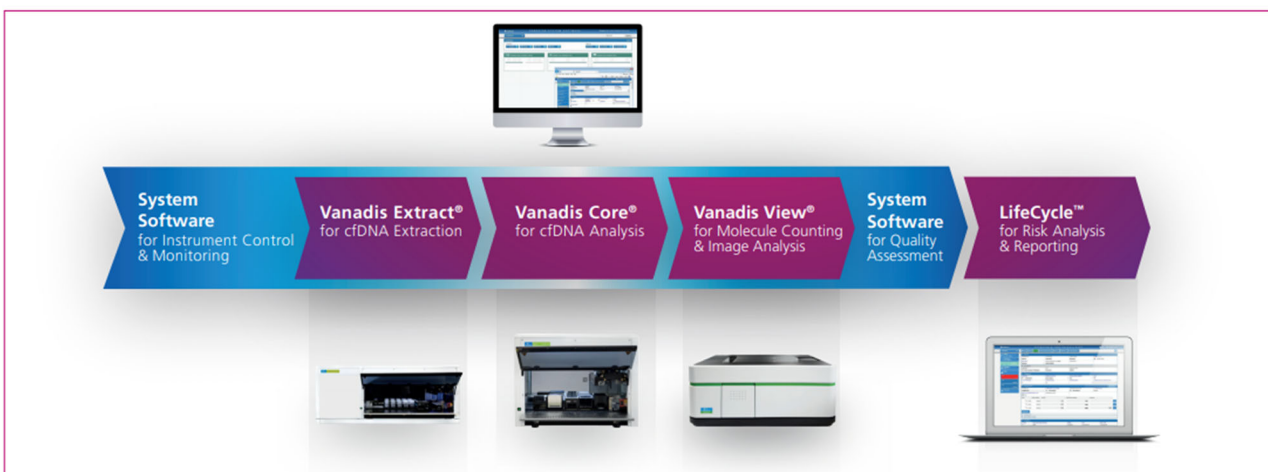 System
Software
for Instrument Control
& Monitoring
Vanadis Extract®
for cfDNA Extraction
Vanadis Core®
for cfDNA Analysis
Vanadis View®
for Molecule Counting
& Image Analysis
System
Software
for Quality
Assessment
LifeCycle™
for Risk Analysis
& Reporting